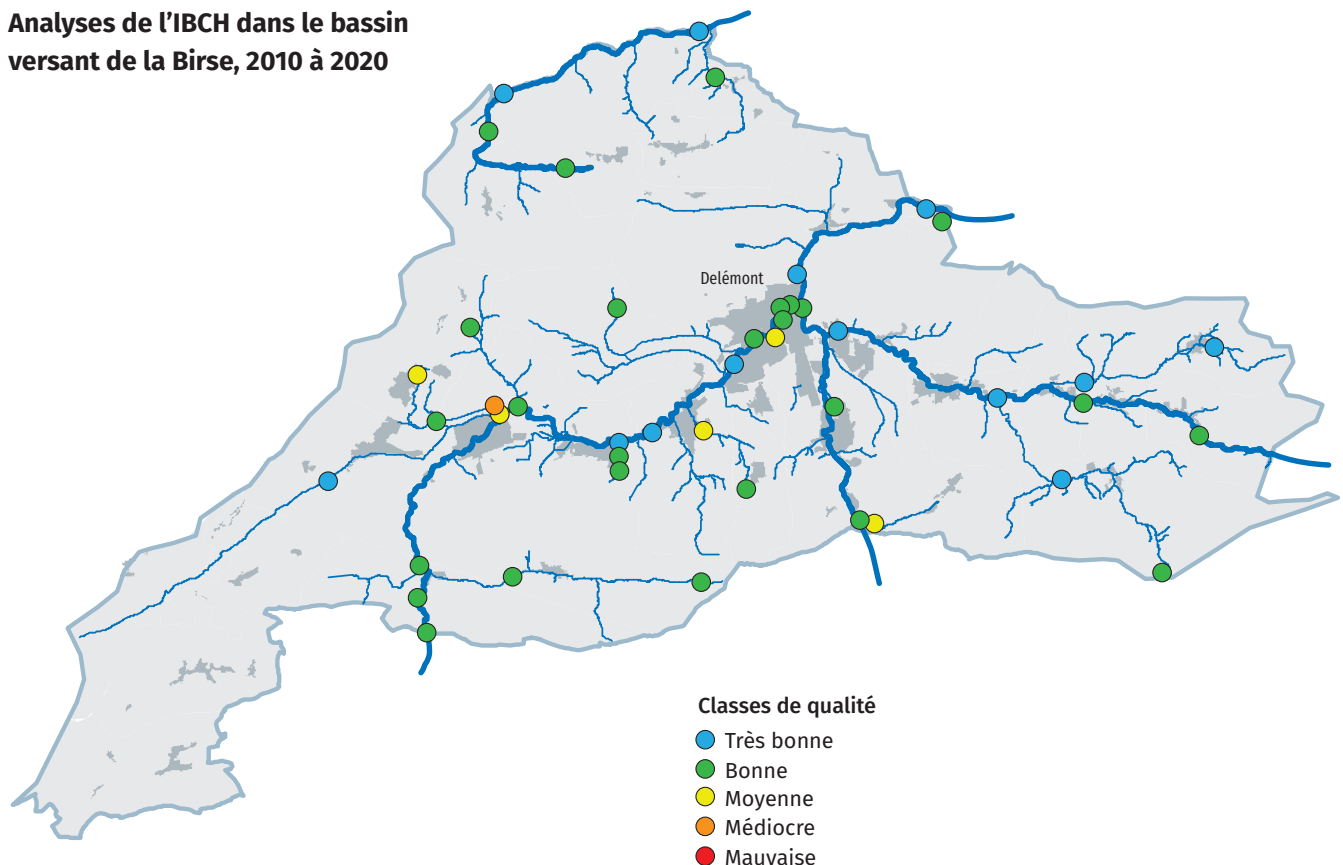 Analyses de l’IBCH dans le bassin
versant de la Birse, 2010 à 2020
Delémont
Classes de qualité
Très bonne
Bonne
Moyenne
Médiocre
Mauvaise